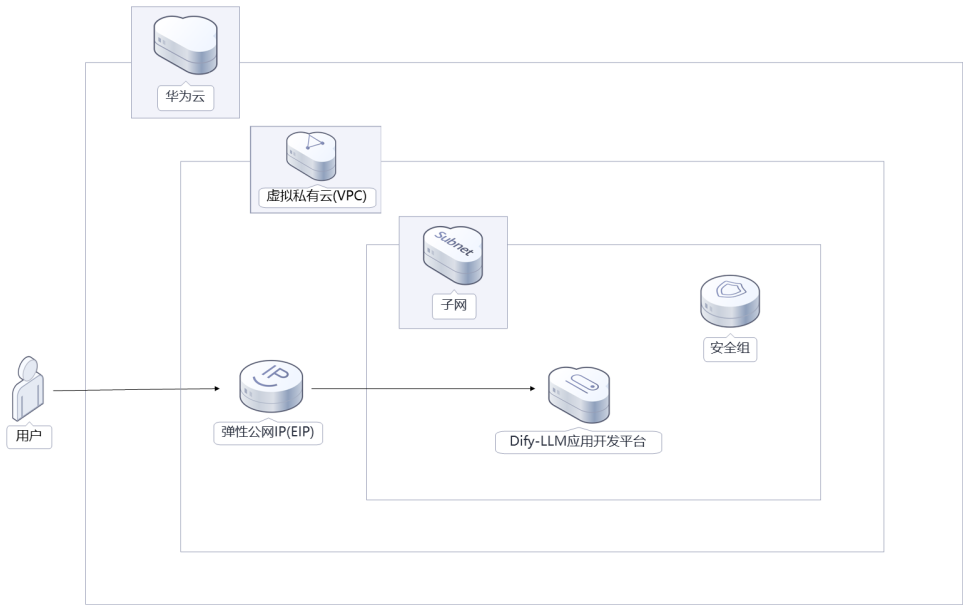 华为云
虚拟私有云(VPC)
Subnet
子网
安全组
IP
用户
弹性公网IP(EIP)
Dify-LLM应用开发平台